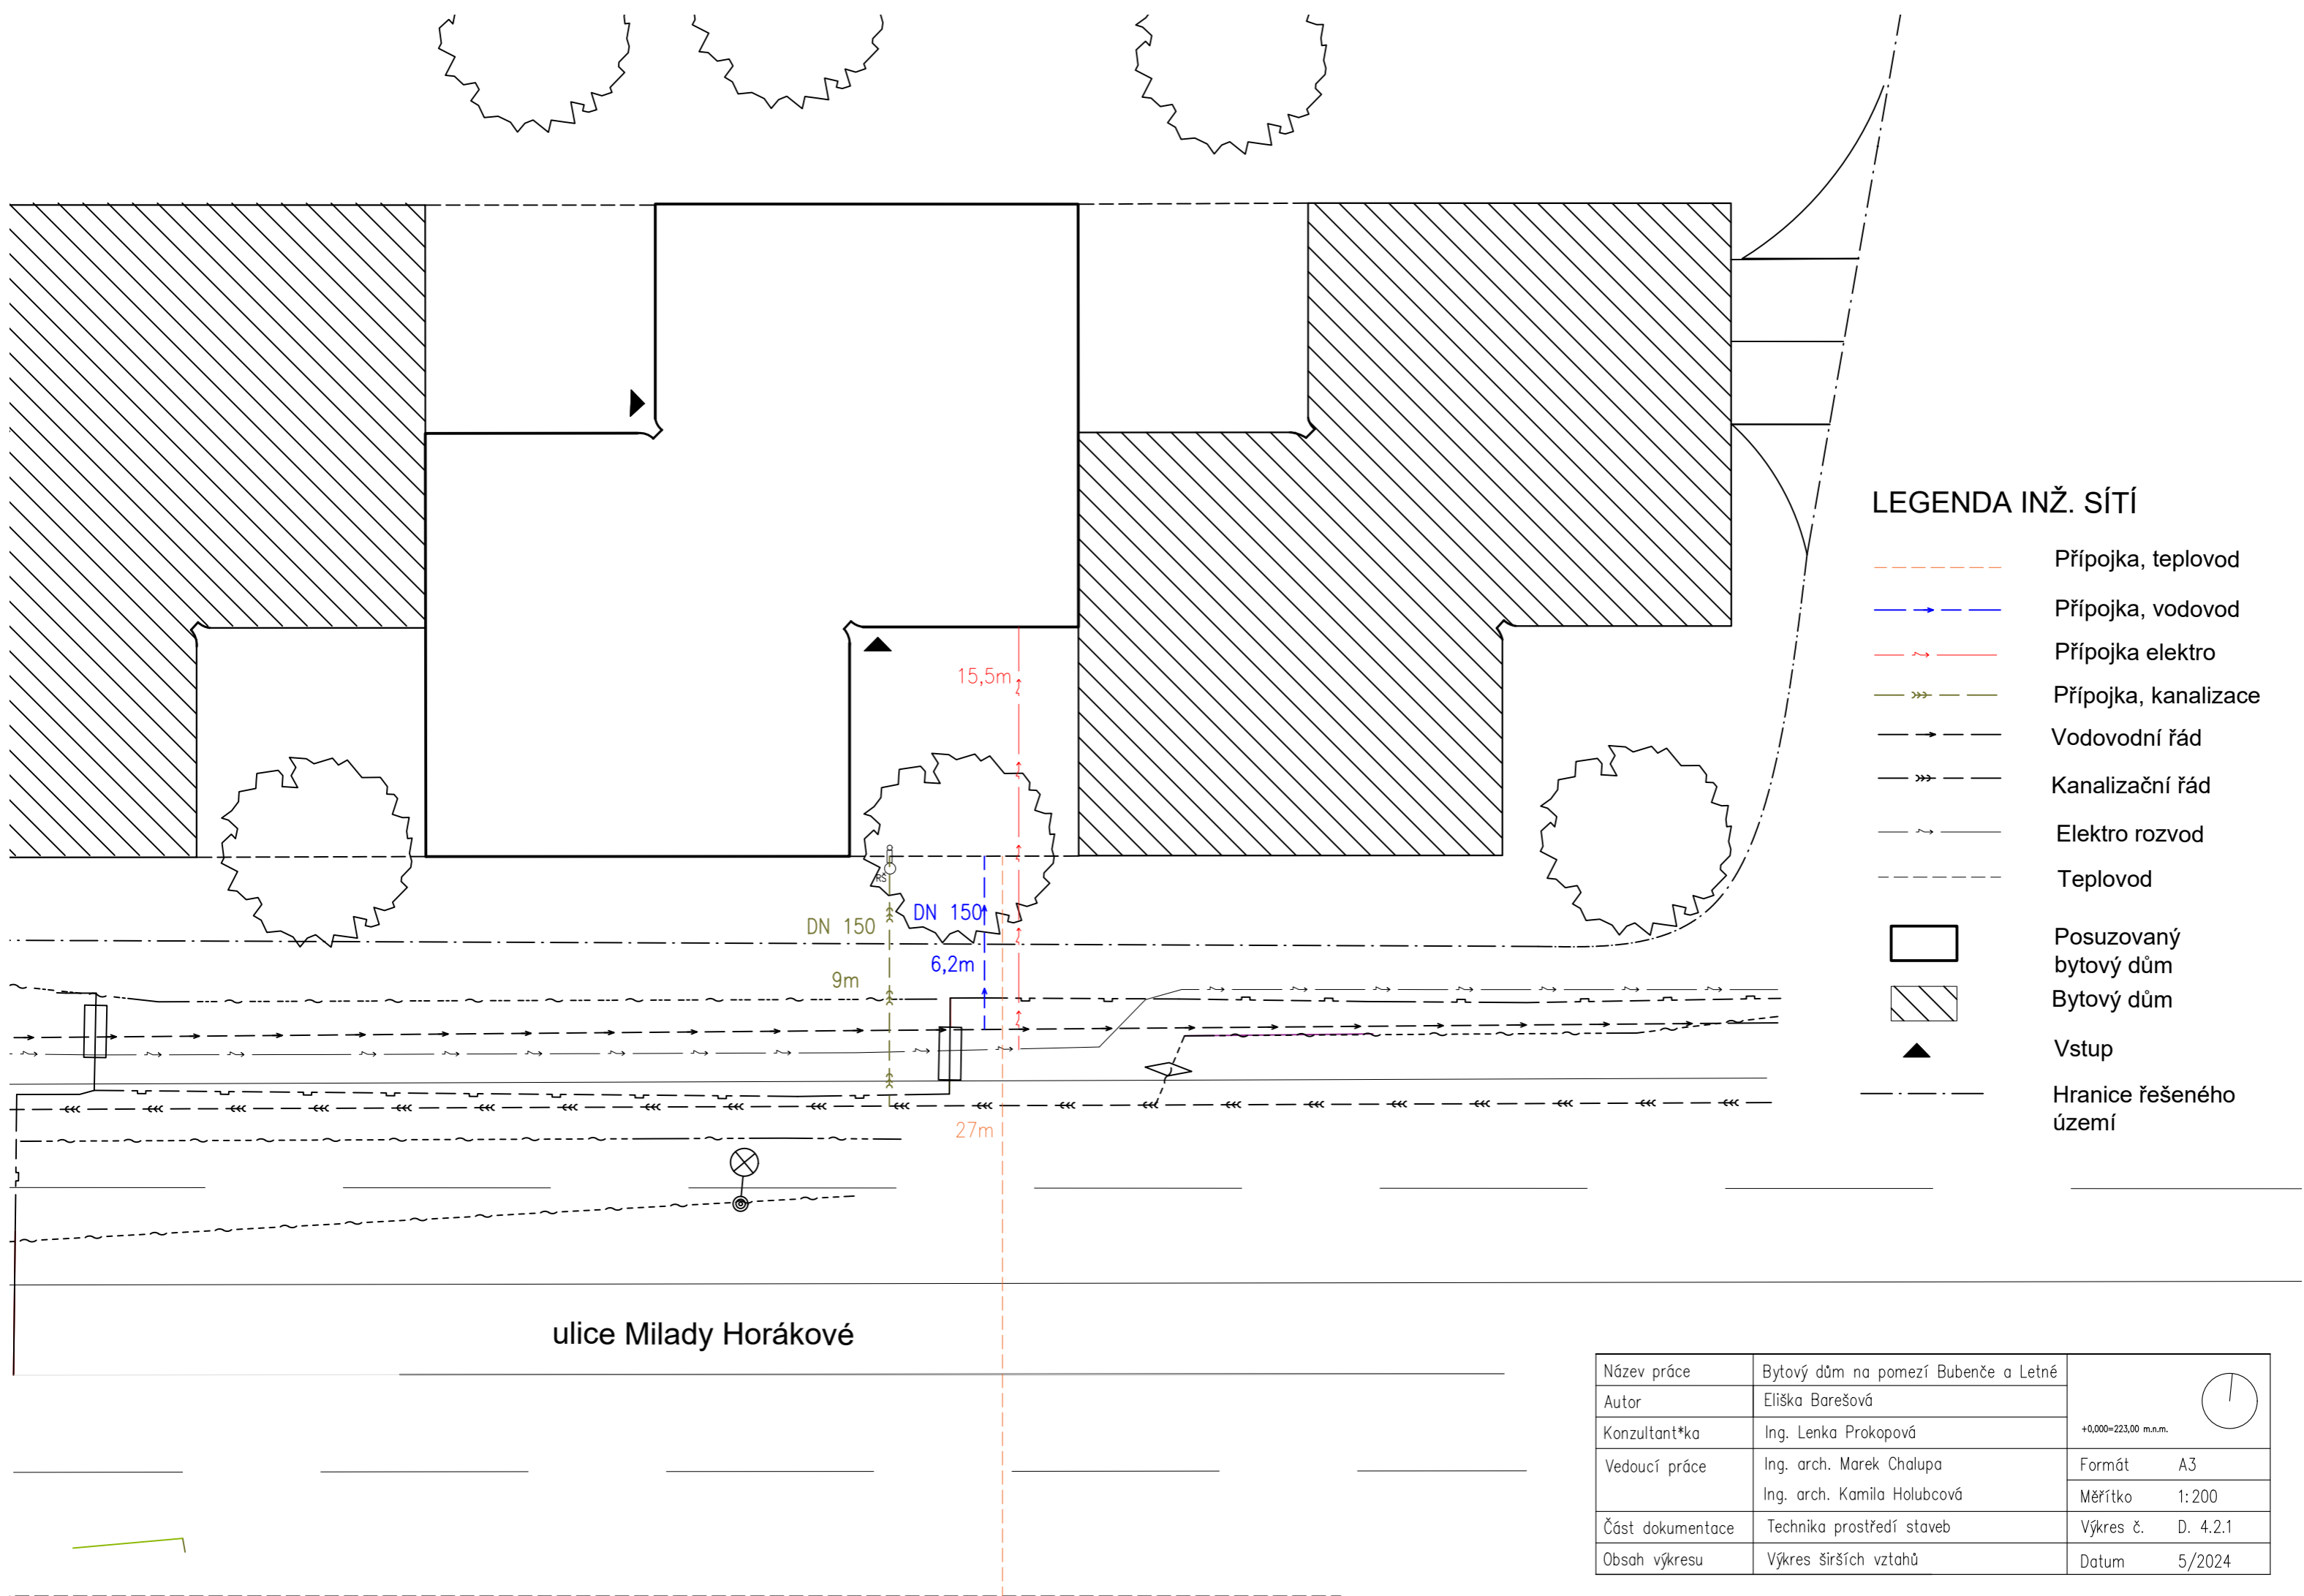 LEGENDA INŽ. SÍTÍ
Přípojka, teplovod
Přípojka, vodovod
Přípojka elektro
Přípojka, kanalizace
Vodovodní řád
Kanalizační řád
Elektro rozvod
Teplovod
Posuzovaný
bytový dům
Bytový dům
Vstup
Hranice řešeného
území
15,5m
RŠ
DN 150
DN 150
6,2m
9m
27m
ulice Milady Horákové
Název práce Bytový dům na pomezí Bubenče a Letné
Autor Eliška Barešová
Konzultant*ka Ing. Lenka Prokopová
+0,000=223,00 m.n.m.
Vedoucí práce Ing. arch. Marek Chalupa
Ing. arch. Kamila Holubcová
Formát A3
Měřítko 1:200
Část dokumentace Technika prostředí staveb
Výkres č. D. 4.2.1
Obsah výkresu Výkres širších vztahů
Datum 5/2024